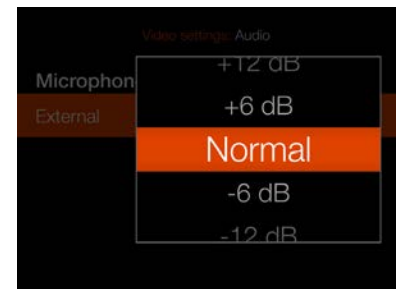 Video settings: Audio
Microphon
External
+12 dB
+6 dB
Normal
-6 dB
-12 dB